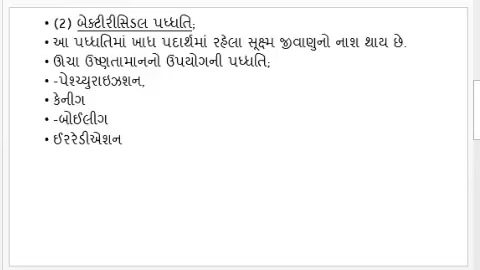 • (2) બેક્ટીરીસિડલ પધ્ધતિ;
• આ પધ્ધતિમાં ખાધ પદાર્થમાં રહેલા સૂક્ષ્મ જીવાણુનો નાશ થાય છે.
• ઊચા ઉષ્ણતામાનનો ઉપયોગની પધ્ધતિ;
• -પેશ્ચ્યુરાઇઝશન,
• કેનીગ
• -બોઈલીગ
• ઈરરેડીએશન